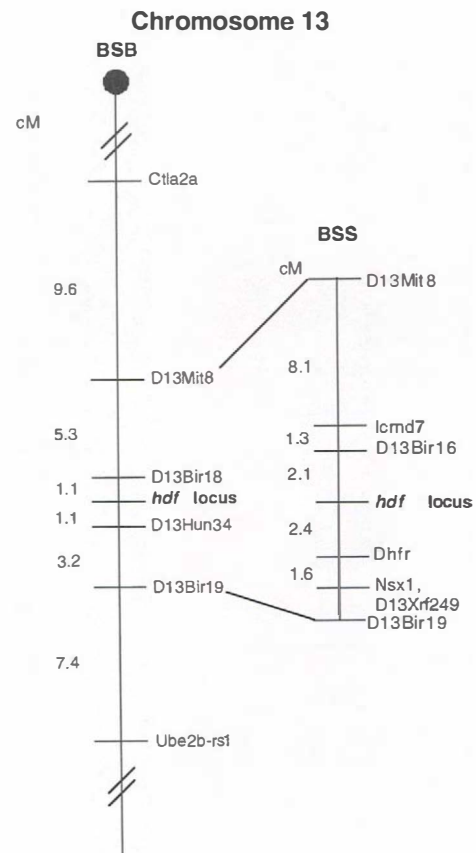 Chromosome 13
BSB
cM
Ctla2a
9.6
D13Mit8
5.3
D13Bir18
1.1
hdf locus
1.1
D13Hun34
3.2
D13Bir19
7.4
Ube2b-rs1
BSS
cM
D13Mit8
8.1
Icrnd7
1.3
D13Bir16
2.1
hdf locus
2.4
Dhfr
1.6
Nsx1,
D13Xrf249
D13Bir19